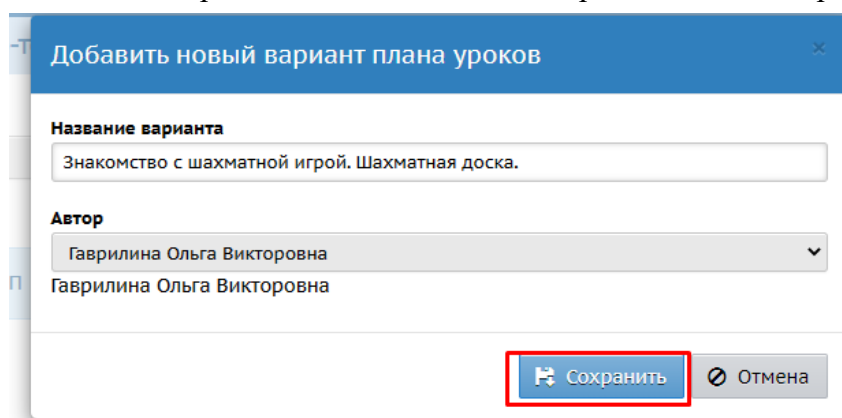 Добавить новый вариант плана уроков
×
Название варианта
Знакомство с шахматной игрой. Шахматная доска.
Автор
Гаврилина Ольга Викторовна
Гаврилина Ольга Викторовна
Сохранить
Отмена